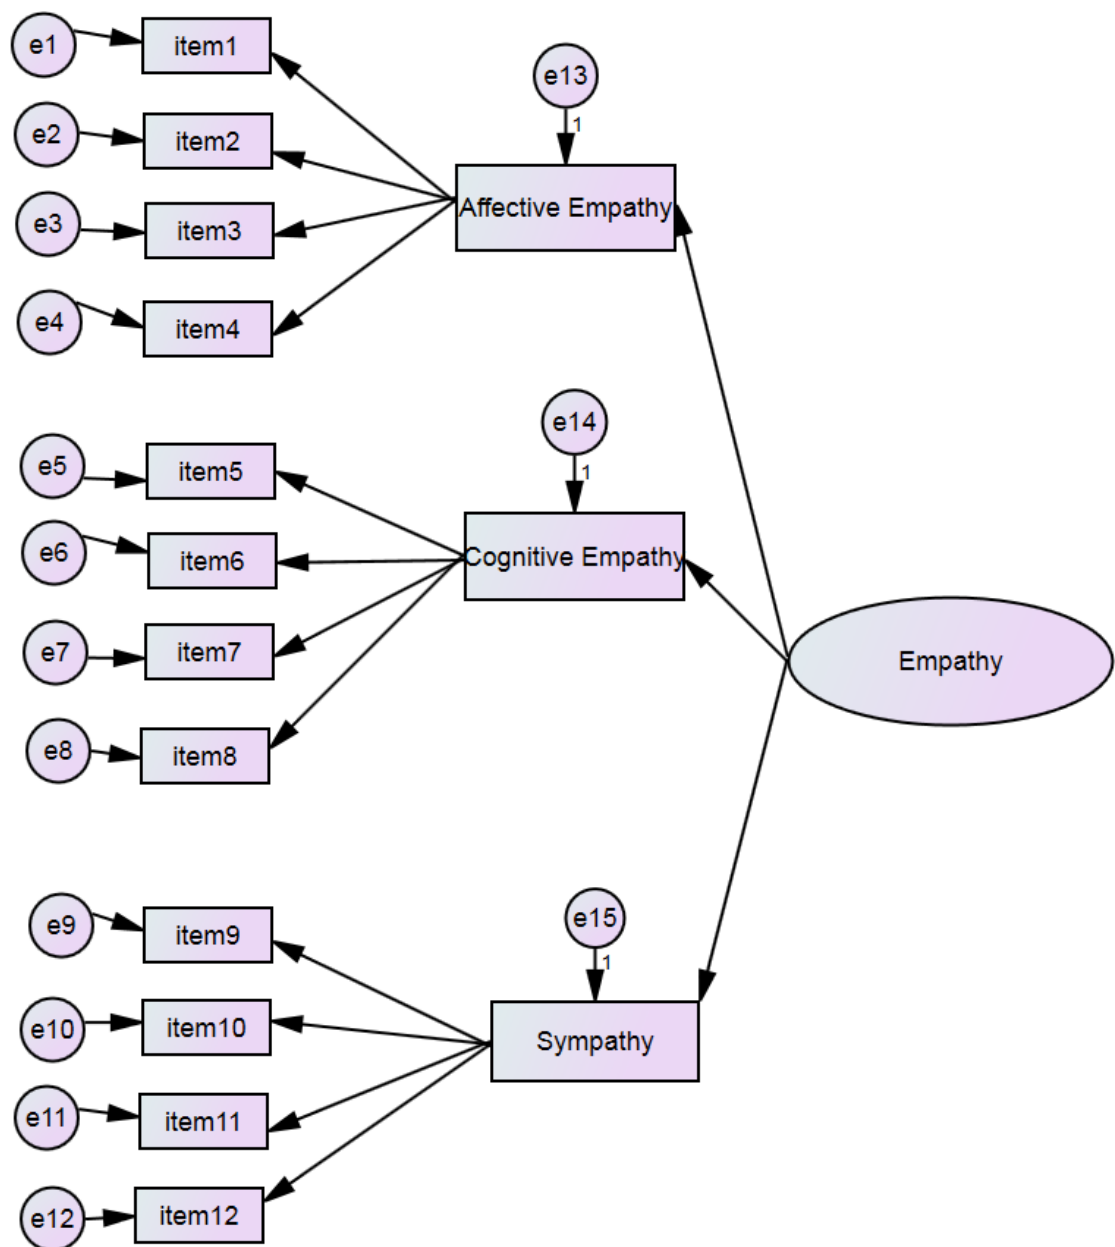 e1
item1
e13
1
e2
item2
Affective Empathy
e3
item3
e4
item4
e14
1
e5
item5
e6
item6
Cognitive Empathy
e7
item7
Empathy
e8
item8
e9
item9
e15
1
e10
item10
Sympathy
e11
item11
e12
item12